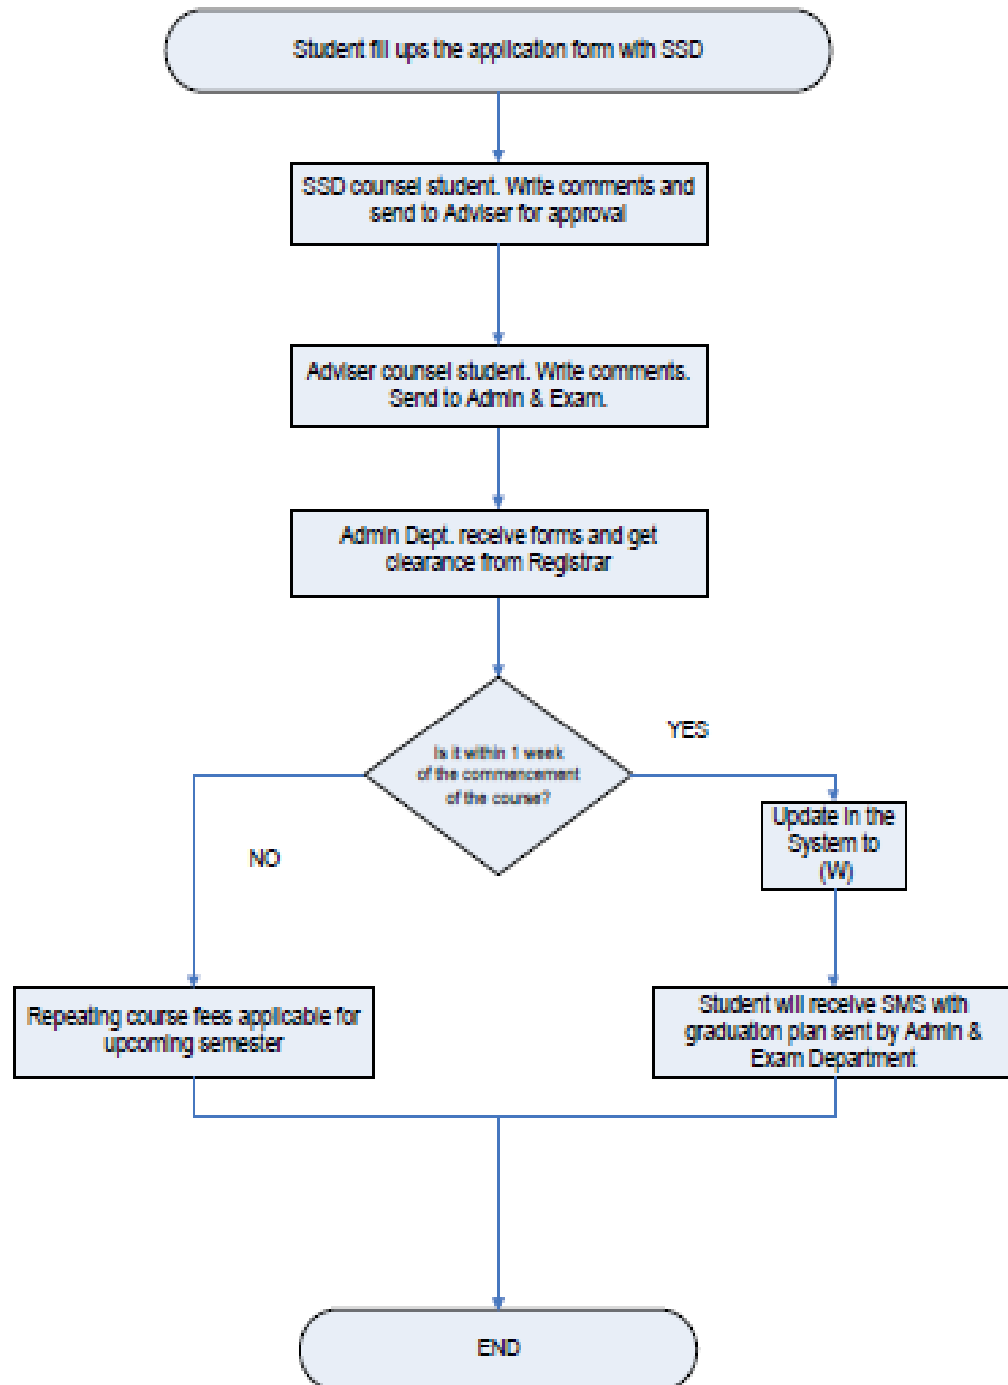 Student fill ups the application form with SSD
SSD counsel student. Write comments and
send to Adviser for approval
Adviser counsel student. Write comments.
Send to Admin & Exam.
Admin Dept. receive forms and get
clearance from Registrar
Is it within 1 week
of the commencement
of the course?
YES
NO
Update in the
System to
(W)
Repeating course fees applicable for
upcoming semester
Student will receive SMS with
graduation plan sent by Admin &
Exam Department
END